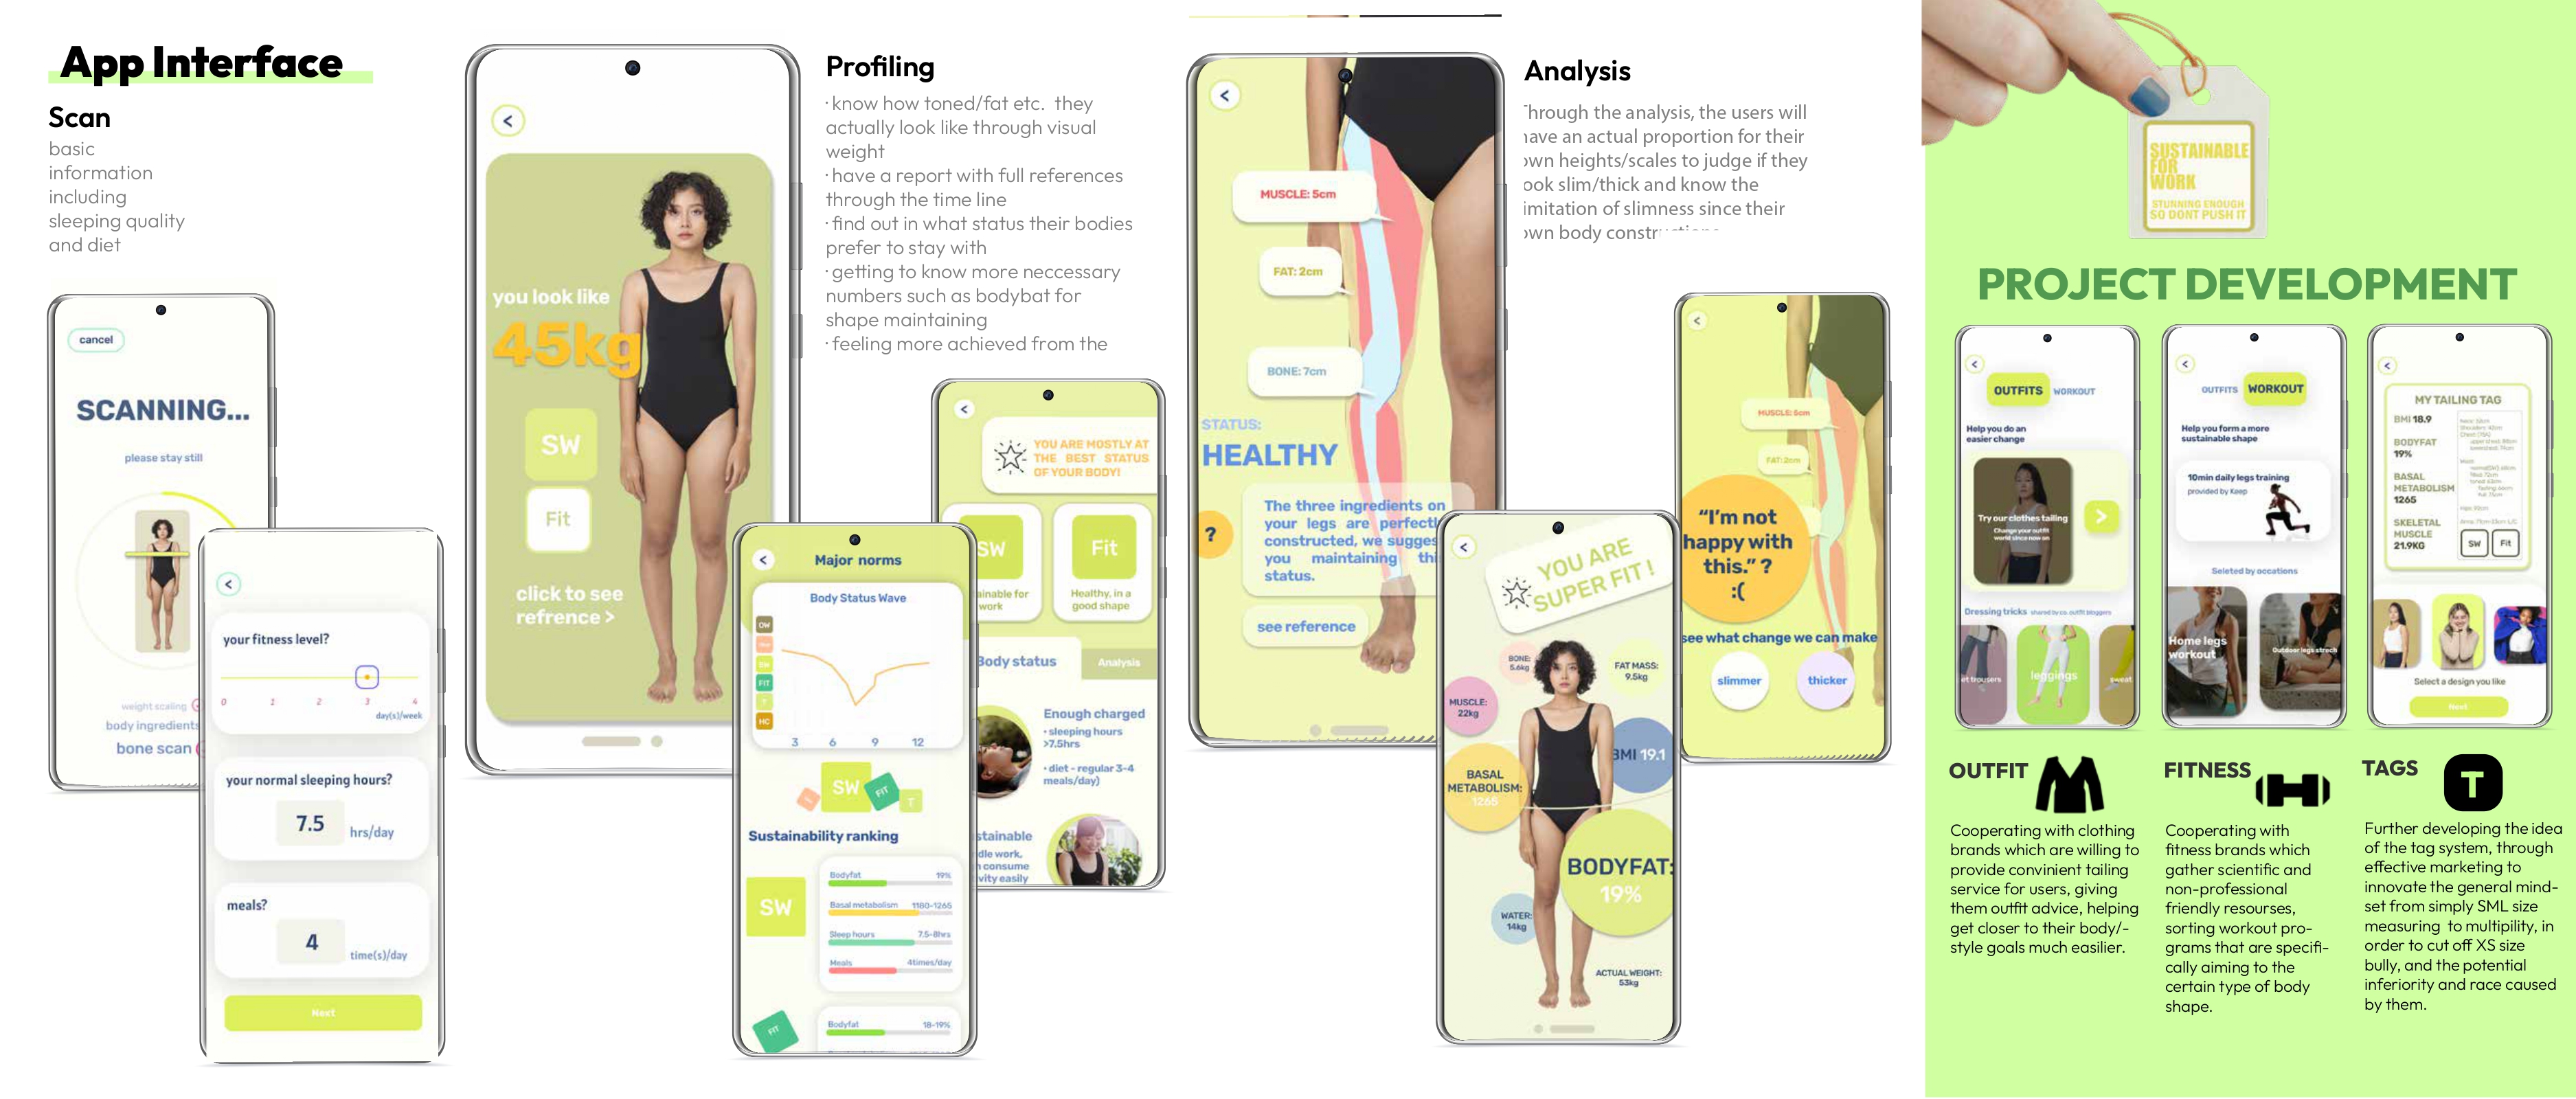 App Interface
Scan
basic
information
including
sleeping quality
and diet
cancel
SCANNING...
please stay still
weight scaling
body ingredients
bone scan
your fitness level?
0 1 2 3 4
day(s)/week
your normal sleeping hours?
7.5 hrs/day
meals?
4 time(s)/day
Next
you look like
45kg
SW
Fit
click to see
refrence >
Profiling
· know how toned/fat etc. they
actually look like through visual
weight
· have a report with full references
through the time line
· find out in what status their bodies
prefer to stay with
· getting to know more neccessary
numbers such as bodybat for
shape maintaining
· feeling more achieved from the
Major norms
Body Status Wave
OW
SW
FIT
T
HC
3 6 9 12
SW
FIT
T
Sustainability ranking
SW
Bodyfat 19%
Basal metabolism 1180-1265
Sleep hours 7.5-8hrs
Meals 4times/day
FIT
Bodyfat 18-19%
YOU ARE MOSTLY AT
THE BEST STATUS
OF YOUR BODY!
SW
Fit
ainable for
work
Healthy, in a
good shape
Body status
Analysis
Enough charged
· sleeping hours
>7.5hrs
· diet - regular 3-4
meals/day)
stainable
dle work,
consume
vity easily
MUSCLE: 5cm
FAT: 2cm
BONE: 7cm
STATUS:
HEALTHY
?
The three ingredients on
your legs are perfectl
constructed, we sugges
you maintaining thi
status.
see reference
Analysis
hrough the analysis, the users will
ave an actual proportion for their
wn heights/scales to judge if they
ook slim/thick and know the
imitation of slimness since their
wn body constructions
YOU ARE
SUPER FIT !
BONE:
5.6kg
FAT MASS:
9.5kg
MUSCLE:
22kg
BMI 19.1
BASAL
METABOLISM:
1265
BODYFAT:
19%
WATER:
14kg
ACTUAL WEIGHT:
53kg
MUSCLE: 5cm
FAT: 2cm
"I'm not
happy with
this." ?
:(
see what change we can make
slimmer
thicker
SUSTAINABLE
FOR
WORK
STUNNING ENOUGH
SO DONT PUSH IT
PROJECT DEVELOPMENT
OUTFITS WORKOUT
Help you do an
easier change
Try our clothes tailing
Change your outfit
world since now on
>
Dressing tricks shared by co. outfit bloggers
et trousers
leggings
sweat
OUTFITS WORKOUT
Help you form a more
sustainable shape
10min daily legs training
provided by Keep
Seleted by occations
Home legs
workout
Outdoor legs strech
MY TAILING TAG
BMI 18.9
BODYFAT
19%
BASAL
METABOLISM
1265
SKELETAL
MUSCLE
21.9KG
SW
Fit
Select a design you like
Next
OUTFIT
Cooperating with clothing
brands which are willing to
provide convinient tailing
service for users, giving
them outfit advice, helping
get closer to their body/-
style goals much easilier.
FITNESS
Cooperating with
fitness brands which
gather scientific and
non-professional
friendly resourses,
sorting workout pro-
grams that are specifi-
cally aiming to the
certain type of body
shape.
TAGS
T
Further developing the idea
of the tag system, through
effective marketing to
innovate the general mind-
set from simply SML size
measuring to multipility, in
order to cut off XS size
bully, and the potential
inferiority and race caused
by them.